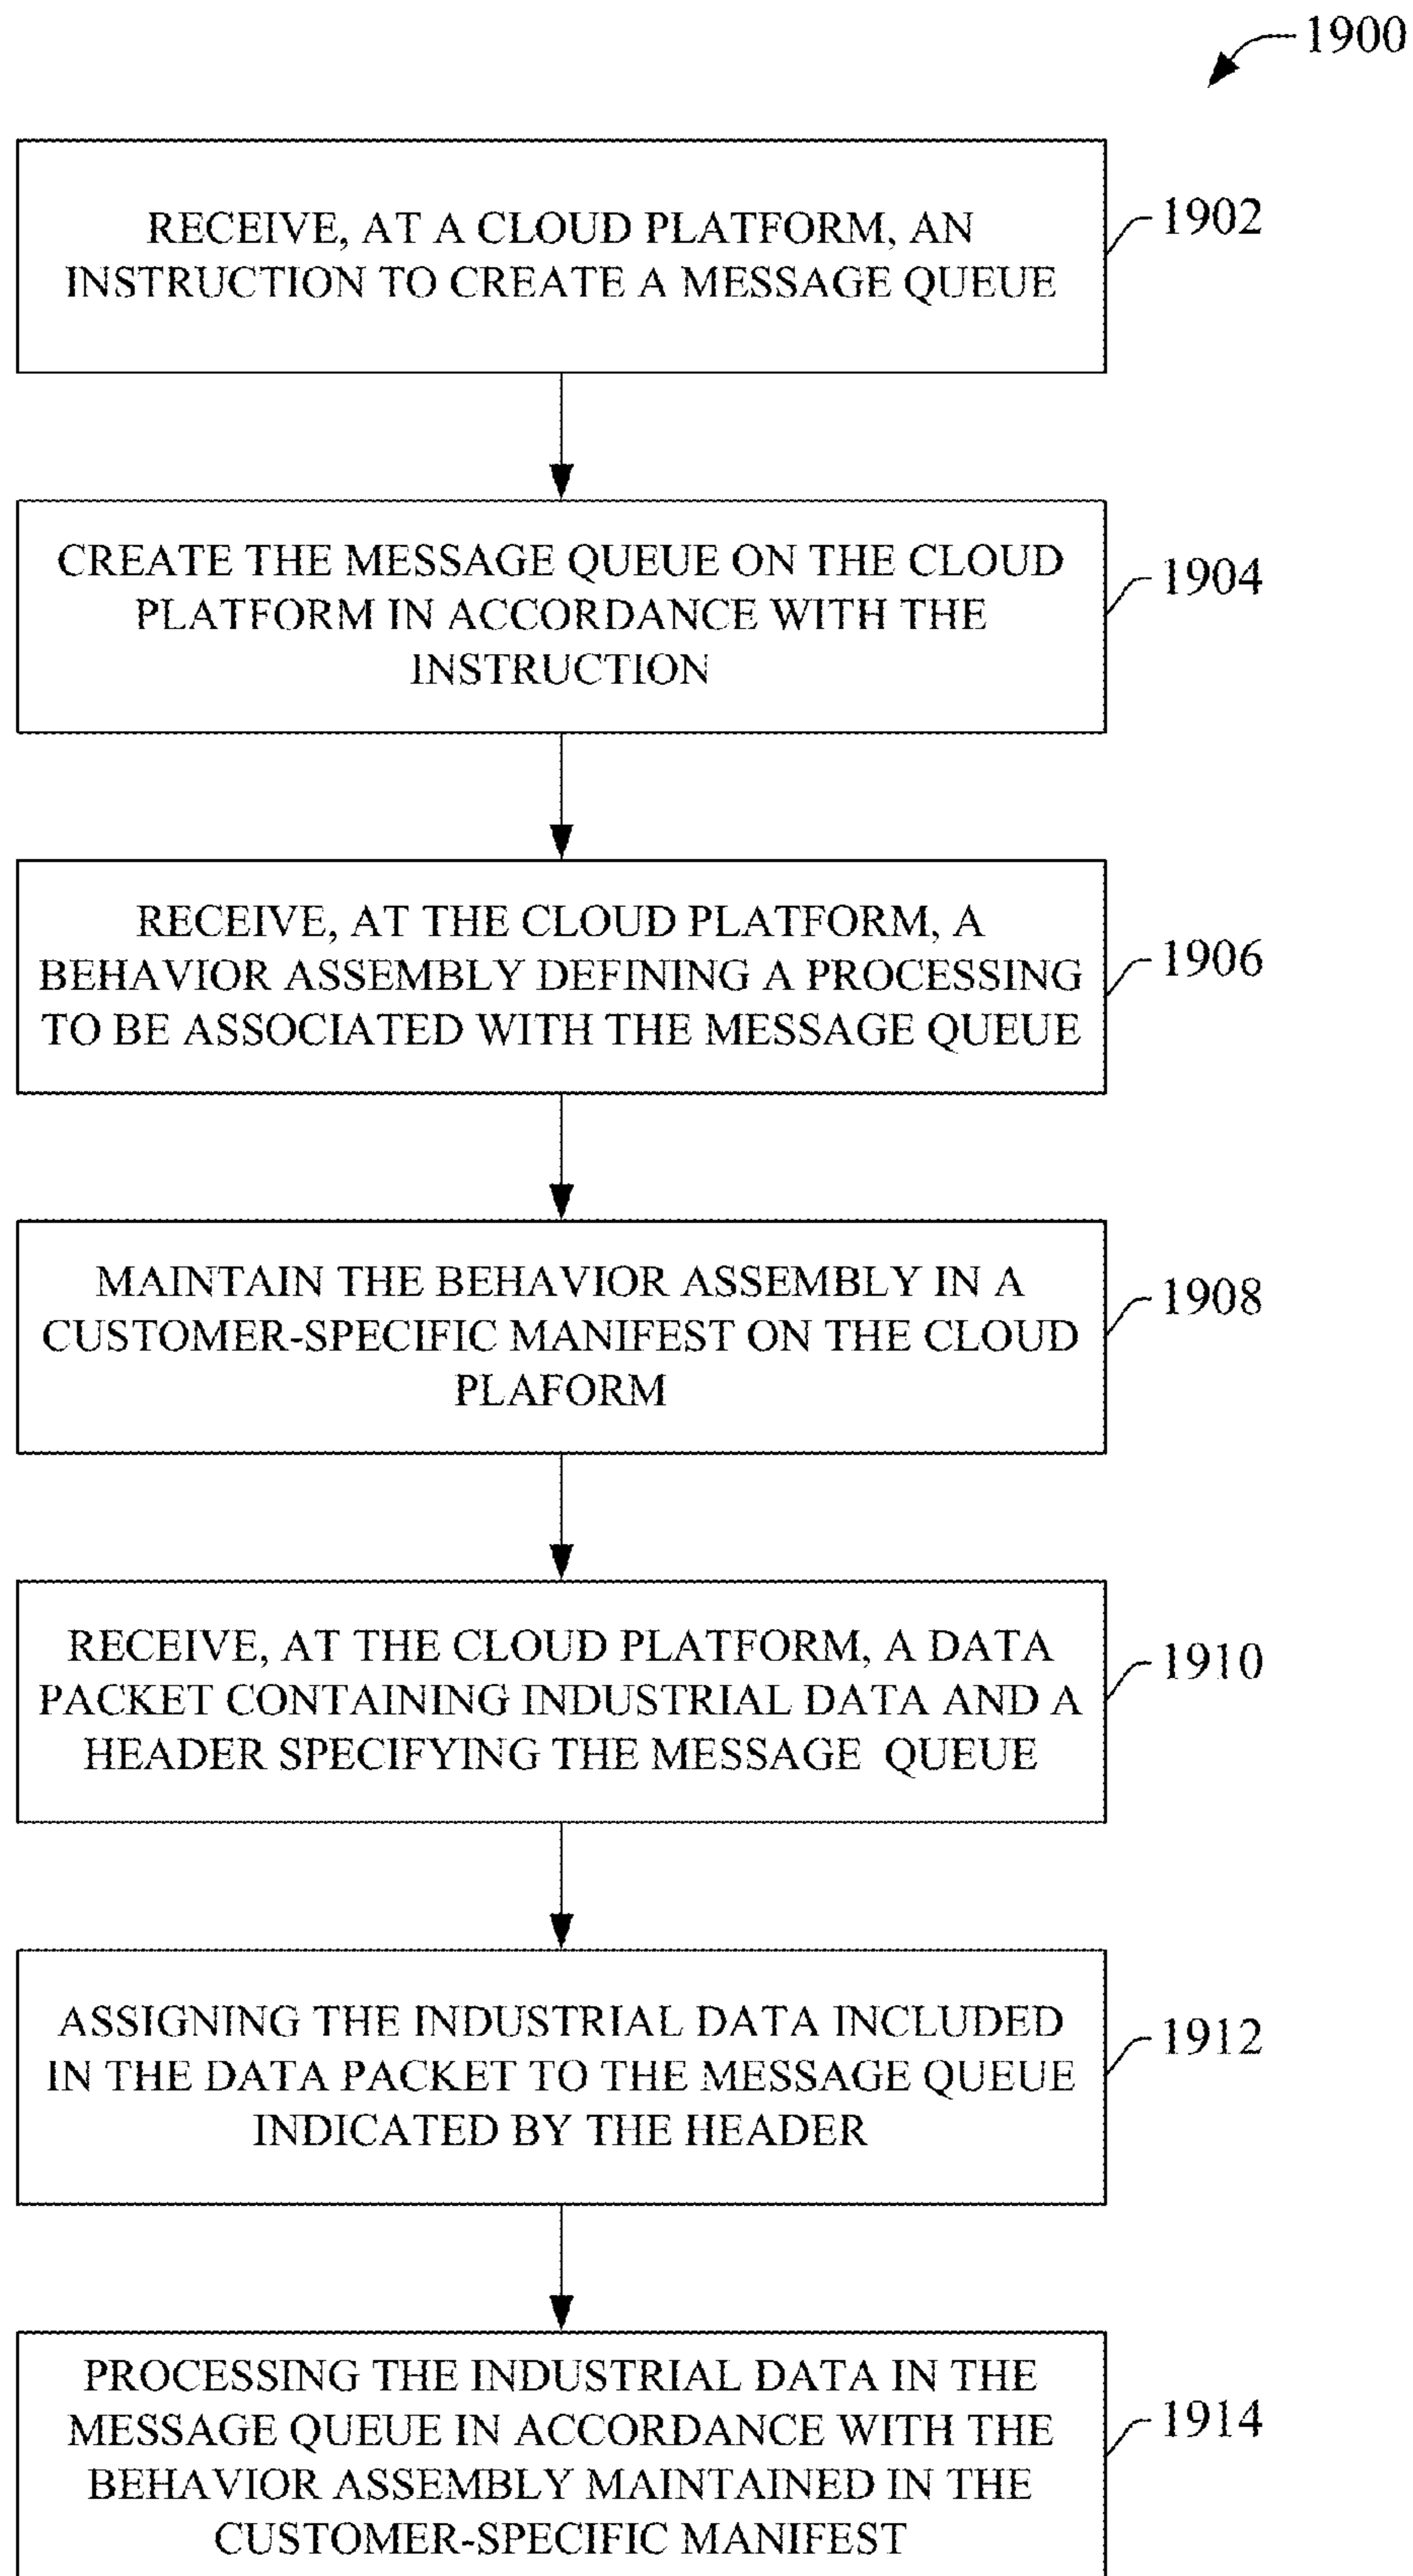 1900
RECEIVE, AT A CLOUD PLATFORM, AN
INSTRUCTION TO CREATE A MESSAGE QUEUE
1902
CREATE THE MESSAGE QUEUE ON THE CLOUD
PLATFORM IN ACCORDANCE WITH THE
INSTRUCTION
1904
RECEIVE, AT THE CLOUD PLATFORM, A
BEHAVIOR ASSEMBLY DEFINING A PROCESSING
TO BE ASSOCIATED WITH THE MESSAGE QUEUE
1906
MAINTAIN THE BEHAVIOR ASSEMBLY IN A
CUSTOMER-SPECIFIC MANIFEST ON THE CLOUD
PLAFORM
1908
RECEIVE, AT THE CLOUD PLATFORM, A DATA
PACKET CONTAINING INDUSTRIAL DATA AND A
HEADER SPECIFYING THE MESSAGE QUEUE
1910
ASSIGNING THE INDUSTRIAL DATA INCLUDED
IN THE DATA PACKET TO THE MESSAGE QUEUE
INDICATED BY THE HEADER
1912
PROCESSING THE INDUSTRIAL DATA IN THE
MESSAGE QUEUE IN ACCORDANCE WITH THE
BEHAVIOR ASSEMBLY MAINTAINED IN THE
CUSTOMER-SPECIFIC MANIFEST
1914